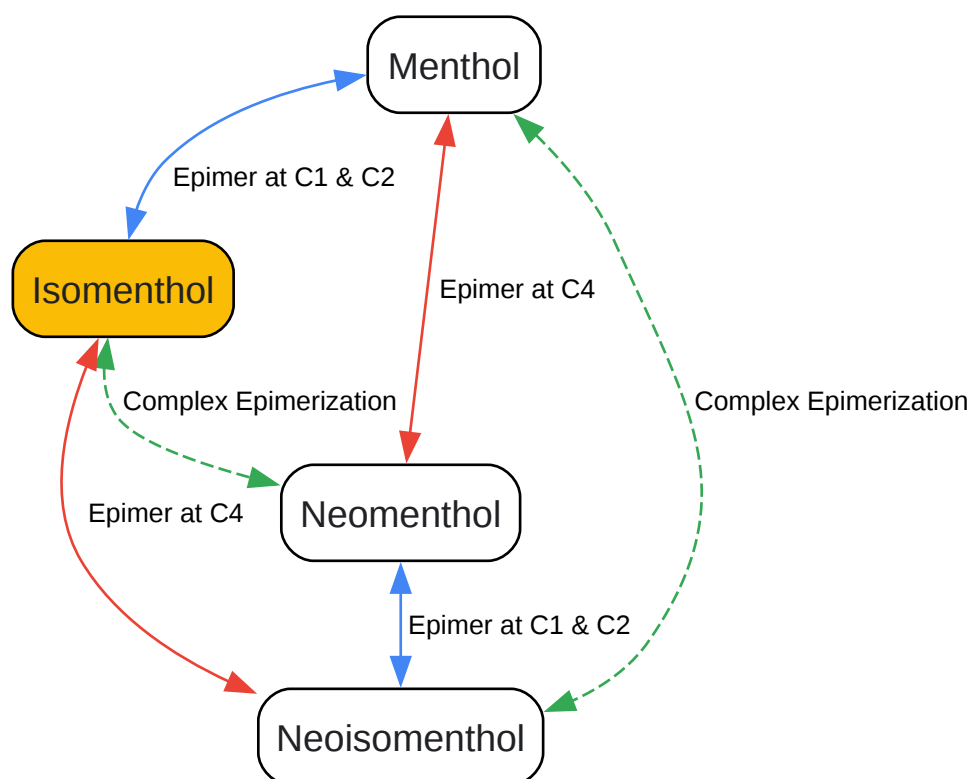 Menthol
Epimer at C1 & C2
Isomenthol
Epimer at C4
Complex Epimerization
Complex Epimerization
Epimer at C4
Neomenthol
Epimer at C1 & C2
Neoisomenthol